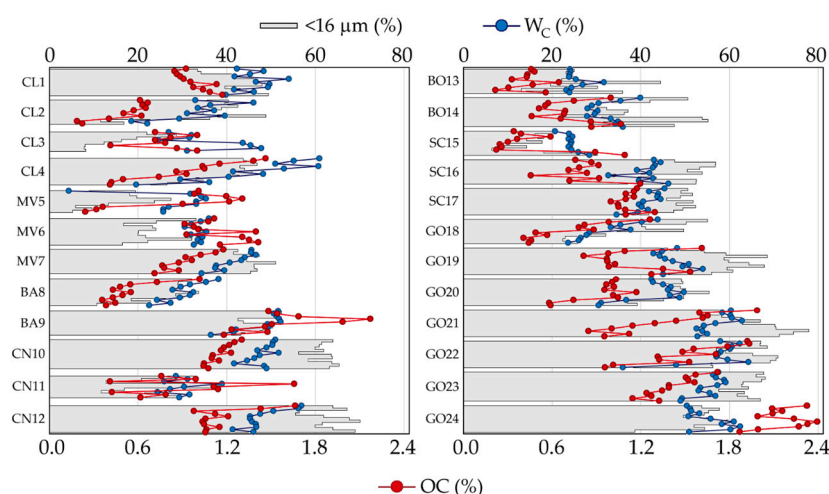 <16 µm (%) W_C (%)
0 20 40 60 80 0 20 40 60 80
CL1 BO13
CL2 BO14
CL3 SC15
CL4 SC16
MV5 SC17
MV6 GO18
MV7 GO19
BA8 GO20
BA9 GO21
CN10 GO22
CN11 GO23
CN12 GO24
0.0 0.6 1.2 1.8 2.4 0.0 0.6 1.2 1.8 2.4
OC (%)